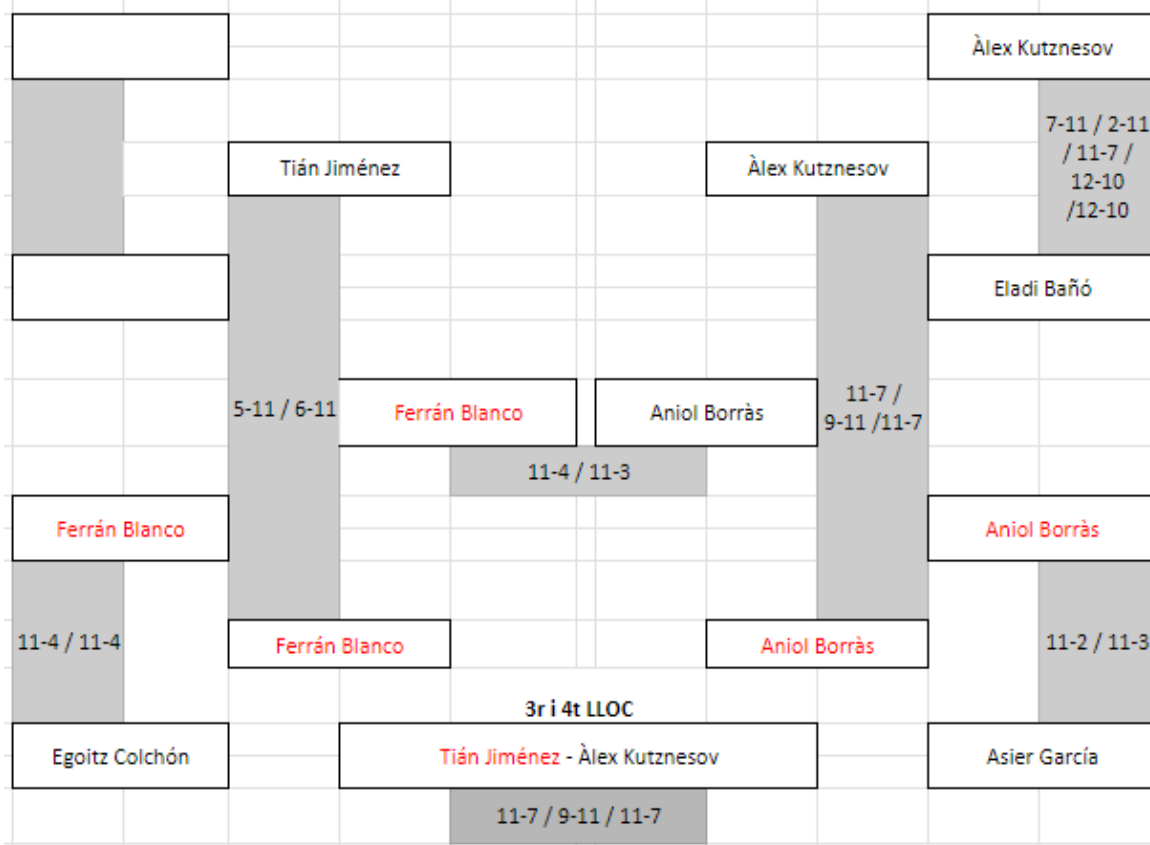 Àlex Kutznesov
7-11 / 2-11
/ 11-7 /
12-10
/12-10
Tián Jiménez
Àlex Kutznesov
Eladi Bañó
5-11 / 6-11
Ferrán Blanco
Aniol Borràs
11-7 /
9-11 /11-7
11-4 / 11-3
Ferrán Blanco
Aniol Borràs
11-4 / 11-4
Ferrán Blanco
Aniol Borràs
11-2 / 11-3
3r i 4t LLOC
Egoitz Colchón
Tián Jiménez - Àlex Kutznesov
Asier García
11-7 / 9-11 / 11-7